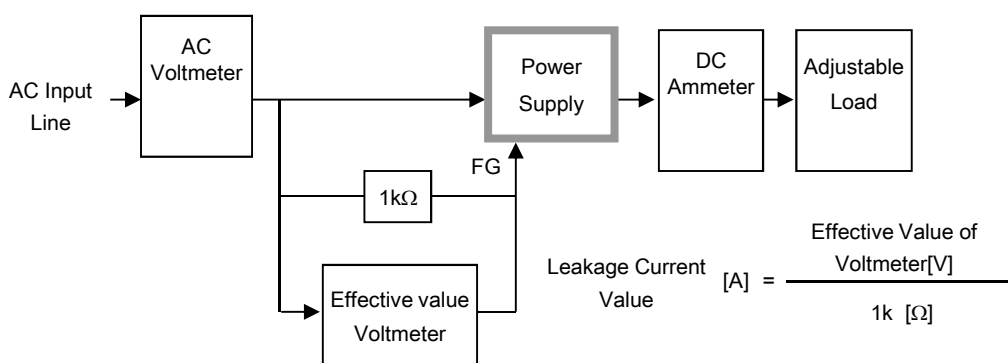 AC
Voltmeter
AC Input
Line
Power
Supply
DC
Ammeter
Adjustable
Load
FG
1kΩ
Effective value
Voltmeter
Leakage Current
Value
[A] =
Effective Value of
Voltmeter[V]
1k [Ω]